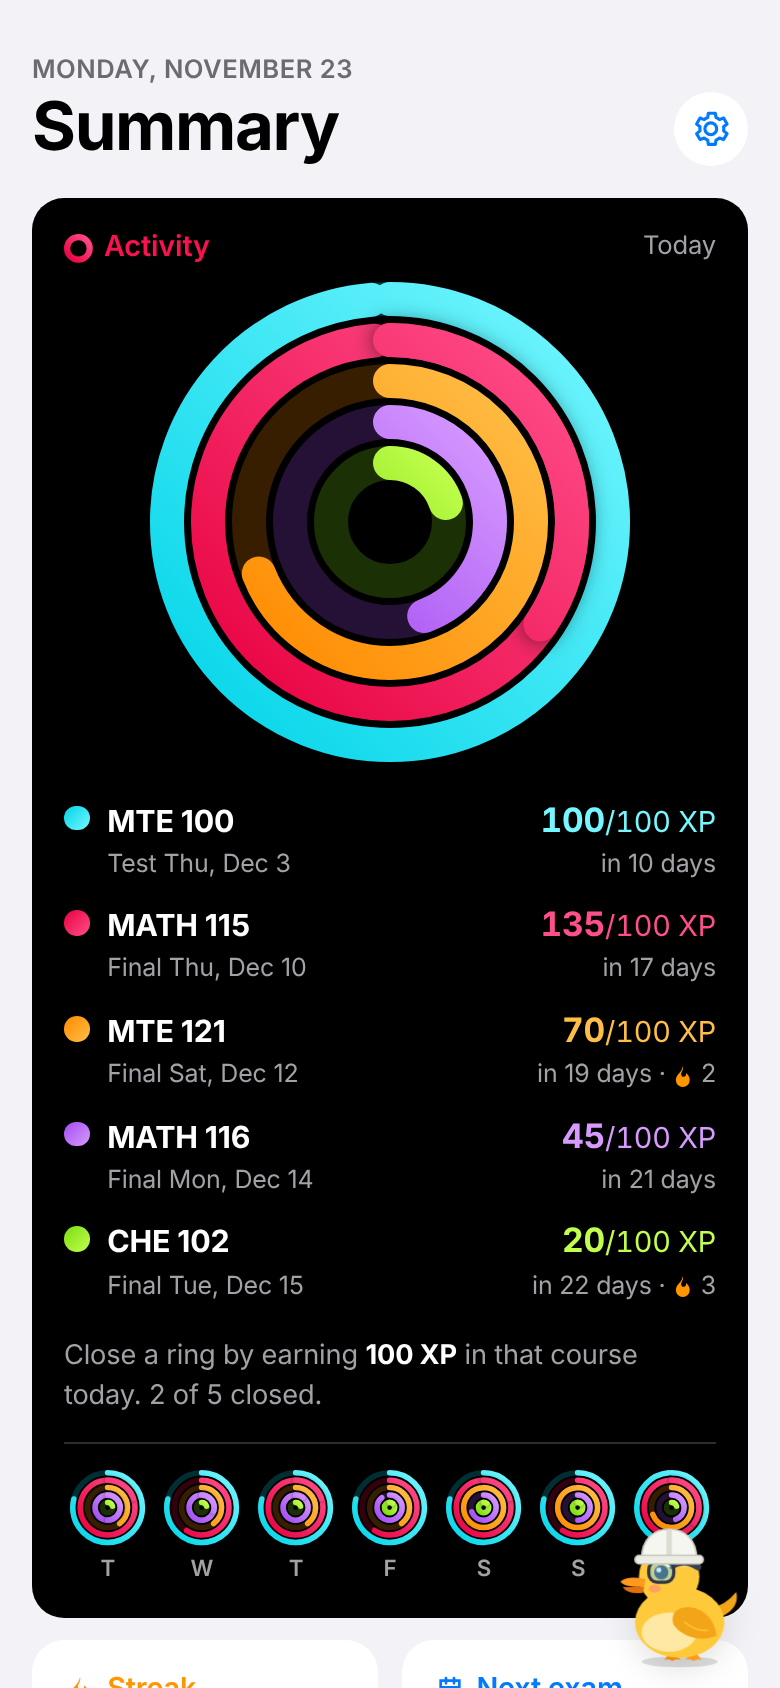 MONDAY, NOVEMBER 23
Summary
Activity
Today
MTE 100
100/100 XP
Test Thu, Dec 3
in 10 days
MATH 115
135/100 XP
Final Thu, Dec 10
in 17 days
MTE 121
70/100 XP
Final Sat, Dec 12
in 19 days · 2
MATH 116
45/100 XP
Final Mon, Dec 14
in 21 days
CHE 102
20/100 XP
Final Tue, Dec 15
in 22 days · 3
Close a ring by earning 100 XP in that course
today. 2 of 5 closed.
T W T F S S
Streak
Next exam